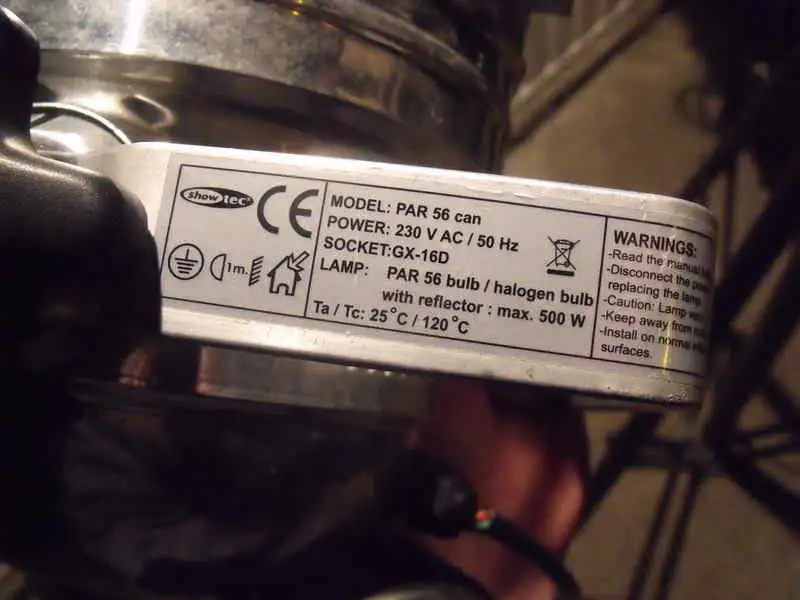 showtec
CE
MODEL: PAR 56 can
POWER: 230 V AC / 50 Hz
SOCKET:GX-16D
LAMP: PAR 56 bulb / halogen bulb
with reflector : max. 500 W
Ta / Tc: 25°C / 120°C
1m.
WARNINGS:
-Read the manual
-Disconnect the
replacing the
-Caution: Lamp
-Keep away from
-Install on normal
surfaces.